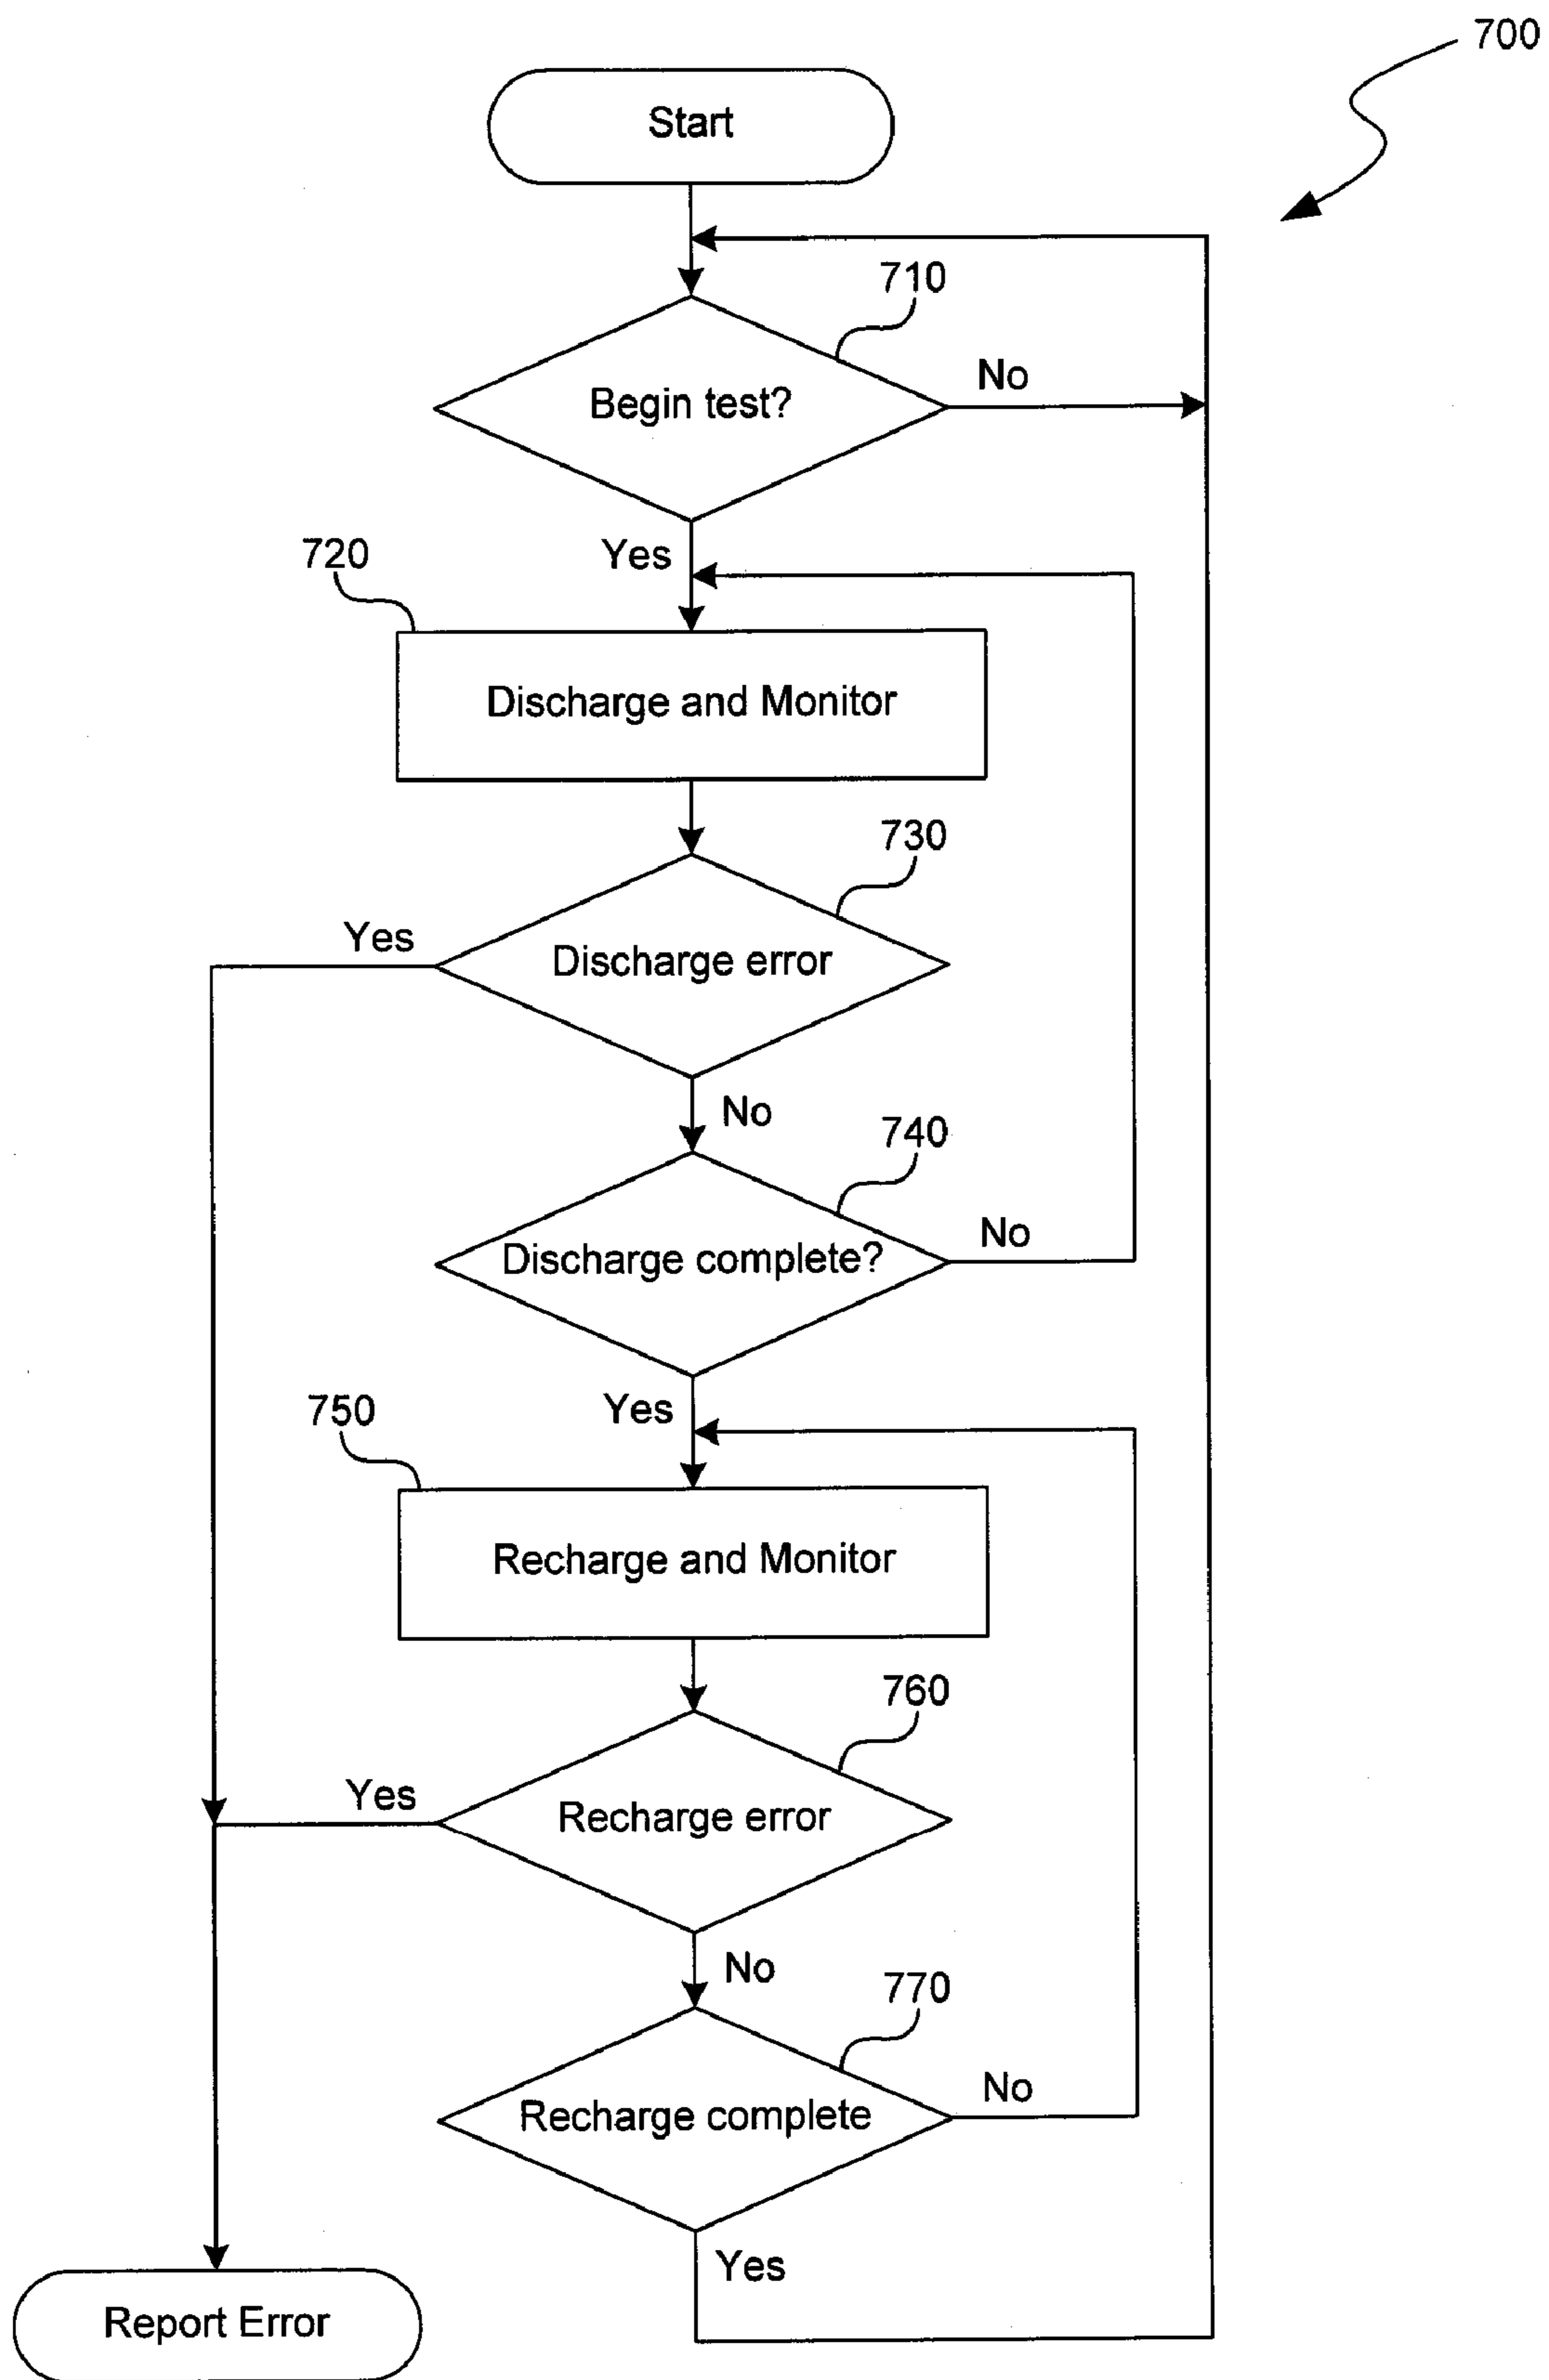 700
Start
710
No
Begin test?
Yes
720
Discharge and Monitor
730
Yes
Discharge error
No
740
No
Discharge complete?
Yes
750
Recharge and Monitor
760
Yes
Recharge error
No
770
No
Recharge complete
Yes
Report Error